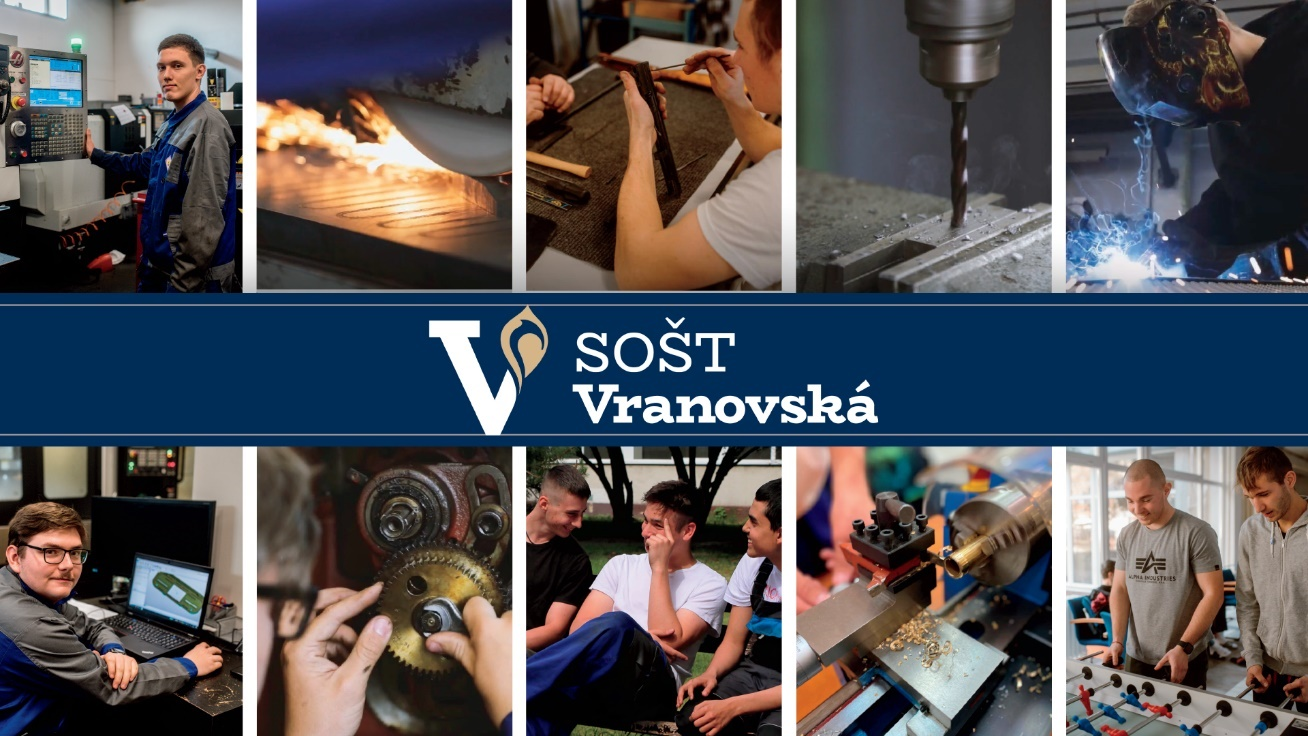 SOŠT
Vranovská
ALPHA INDUSTRIES